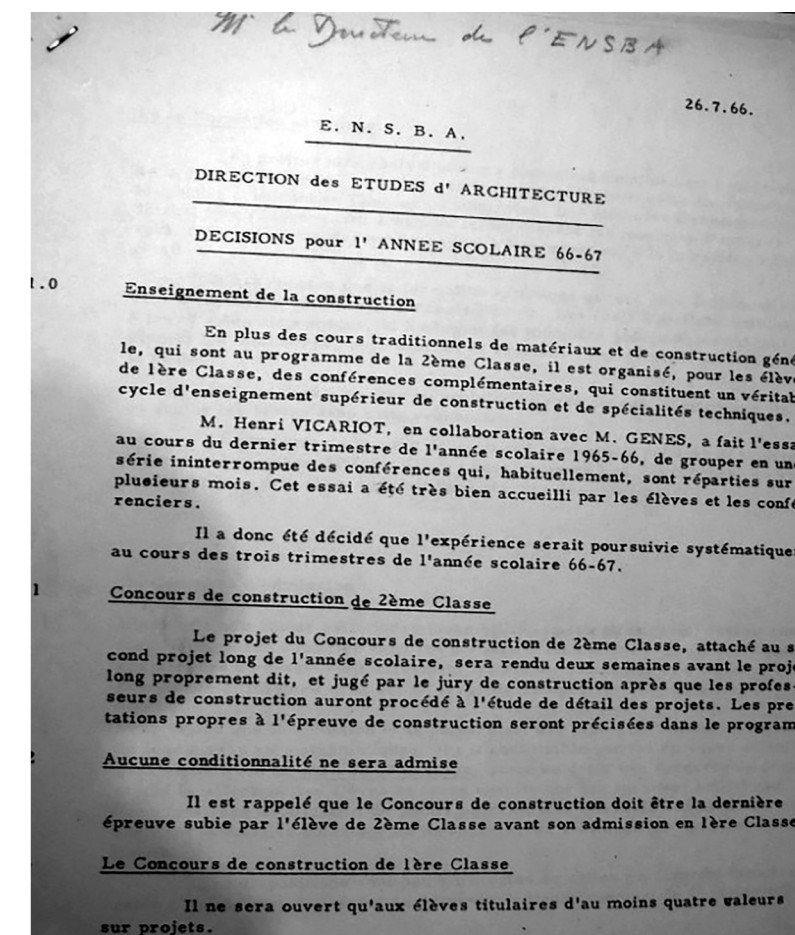 Mr le Directeur de l'ENSBA
26.7.66.
E. N. S. B. A.
DIRECTION des ETUDES d' ARCHITECTURE
DECISIONS pour l' ANNEE SCOLAIRE 66-67
1.0 Enseignement de la construction
En plus des cours traditionnels de matériaux et de construction géné
le, qui sont au programme de la 2ème Classe, il est organisé, pour les élèv
de 1ère Classe, des conférences complémentaires, qui constituent un véritab
cycle d'enseignement supérieur de construction et de spécialités techniques.
M. Henri VICARIOT, en collaboration avec M. GENES, a fait l'essa
au cours du dernier trimestre de l'année scolaire 1965-66, de grouper en un
série ininterrompue des conférences qui, habituellement, sont réparties sur
plusieurs mois. Cet essai a été très bien accueilli par les élèves et les confé
renciers.
Il a donc été décidé que l'expérience serait poursuivie systématique
au cours des trois trimestres de l'année scolaire 66-67.
1 Concours de construction de 2ème Classe
Le projet du Concours de construction de 2ème Classe, attaché au s
cond projet long de l'année scolaire, sera rendu deux semaines avant le proj
long proprement dit, et jugé par le jury de construction après que les profes-
seurs de construction auront procédé à l'étude de détail des projets. Les pre
tations propres à l'épreuve de construction seront précisées dans le program
2 Aucune conditionnalité ne sera admise
Il est rappelé que le Concours de construction doit être la dernière
épreuve subie par l'élève de 2ème Classe avant son admission en 1ère Classe
Le Concours de construction de 1ère Classe
Il ne sera ouvert qu'aux élèves titulaires d'au moins quatre valeurs
sur projets.